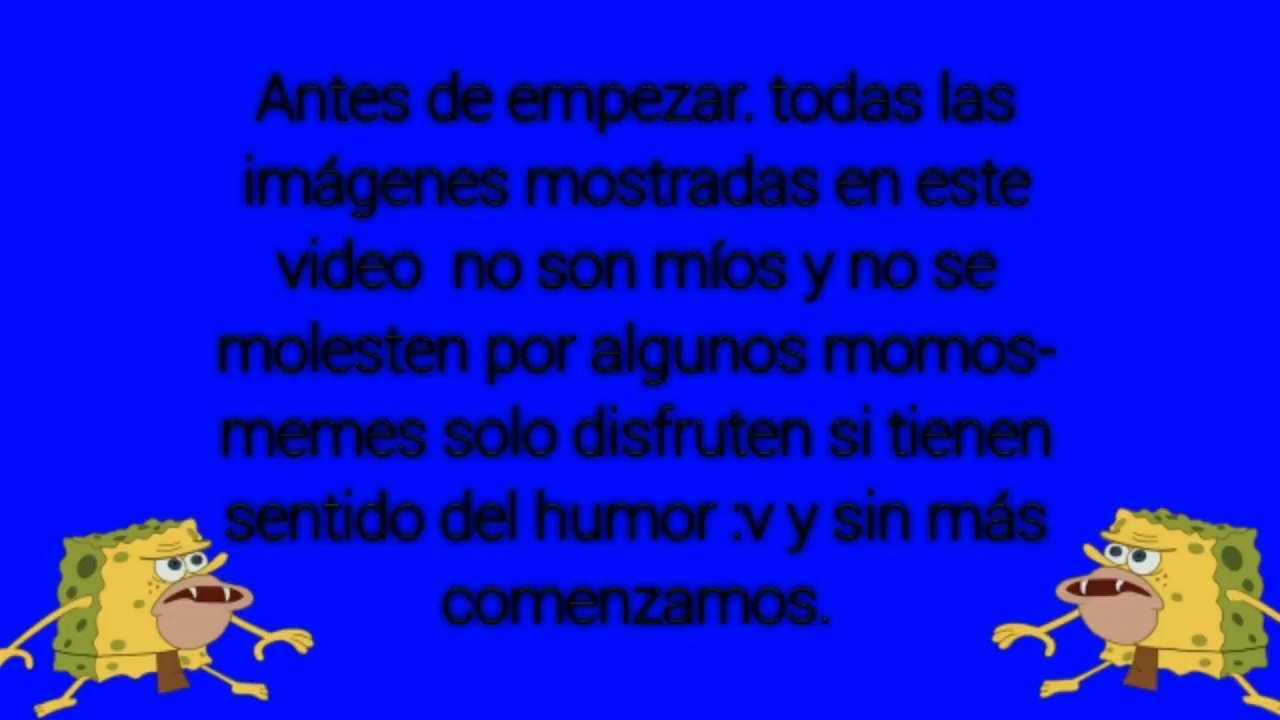 Antes de empezar. todas las
imágenes mostradas en este
video  no son míos y no se
molesten por algunos momos-
memes solo disfruten si tienen
sentido del humor :v y sin más
comenzamos.